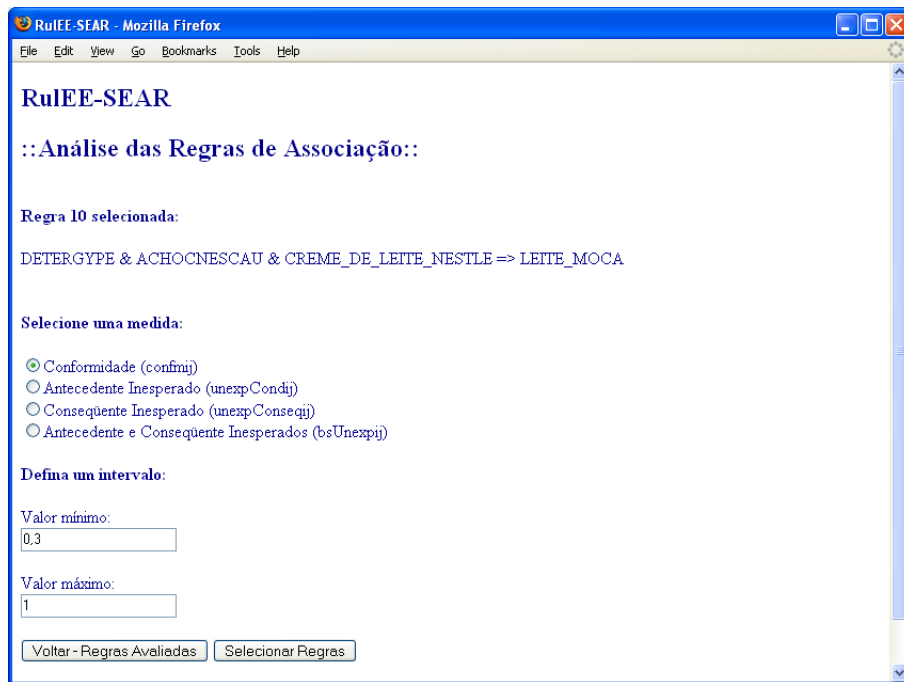 RulEE-SEAR - Mozilla Firefox
File Edit View Go Bookmarks Tools Help
RulEE-SEAR
::Análise das Regras de Associação::
Regra 10 selecionada:
DETERGYPE & ACHOCNESCAU & CREME_DE_LEITE_NESTLE => LEITE_MOCA
Selecione uma medida:
Conformidade (confmij)
Antecedente Inesperado (unexpCondij)
Conseqüente Inesperado (unexpConseqij)
Antecedente e Conseqüente Inesperados (bsUnexpij)
Defina um intervalo:
Valor mínimo:
0,3
Valor máximo:
1
Voltar - Regras Avaliadas Selecionar Regras